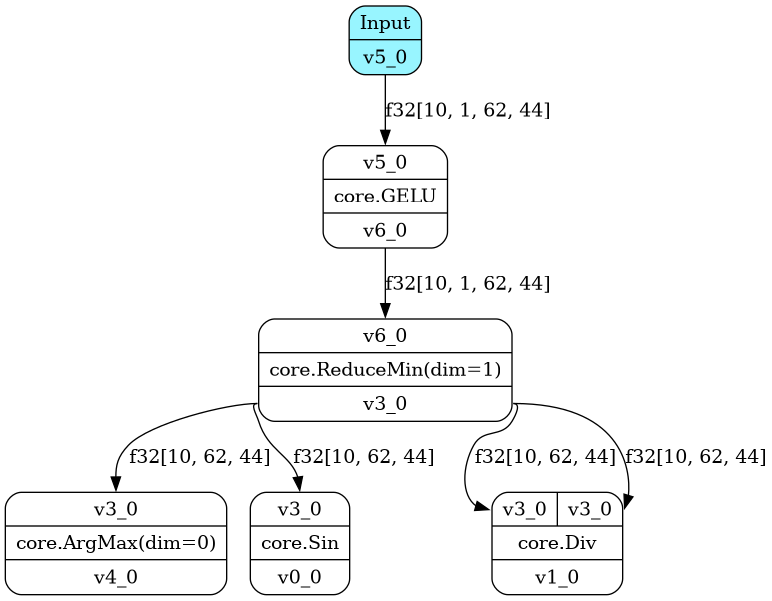 Input
v5_0
f32[10, 1, 62, 44]
v5_0
core.GELU
v6_0
f32[10, 1, 62, 44]
v6_0
core.ReduceMin(dim=1)
v3_0
f32[10, 62, 44]
f32[10, 62, 44]
f32[10, 62, 44]
f32[10, 62, 44]
v3_0
core.ArgMax(dim=0)
v4_0
v3_0
core.Sin
v0_0
v3_0 v3_0
core.Div
v1_0